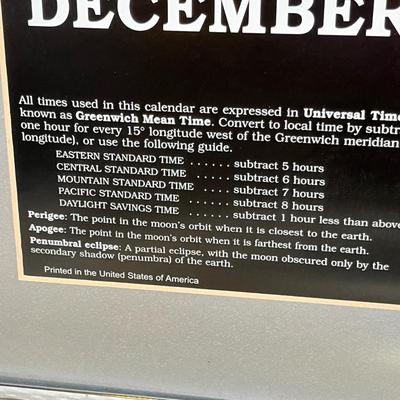 DECEMBER
All times used in this calendar are expressed in Universal Time
known as Greenwich Mean Time. Convert to local time by subtr
one hour for every 15° longitude west of the Greenwich meridian
longitude), or use the following guide.
EASTERN STANDARD TIME . . . . . . subtract 5 hours
CENTRAL STANDARD TIME . . . . . . subtract 6 hours
MOUNTAIN STANDARD TIME . . . . . subtract 7 hours
PACIFIC STANDARD TIME . . . . . . subtract 8 hours
DAYLIGHT SAVINGS TIME . . . . . . subtract 1 hour less than above
Perigee: The point in the moon's orbit when it is closest to the earth.
Apogee: The point in the moon's orbit when it is farthest from the earth.
Penumbral eclipse: A partial eclipse, with the moon obscured only by the
secondary shadow (penumbra) of the earth.
Printed in the United States of America